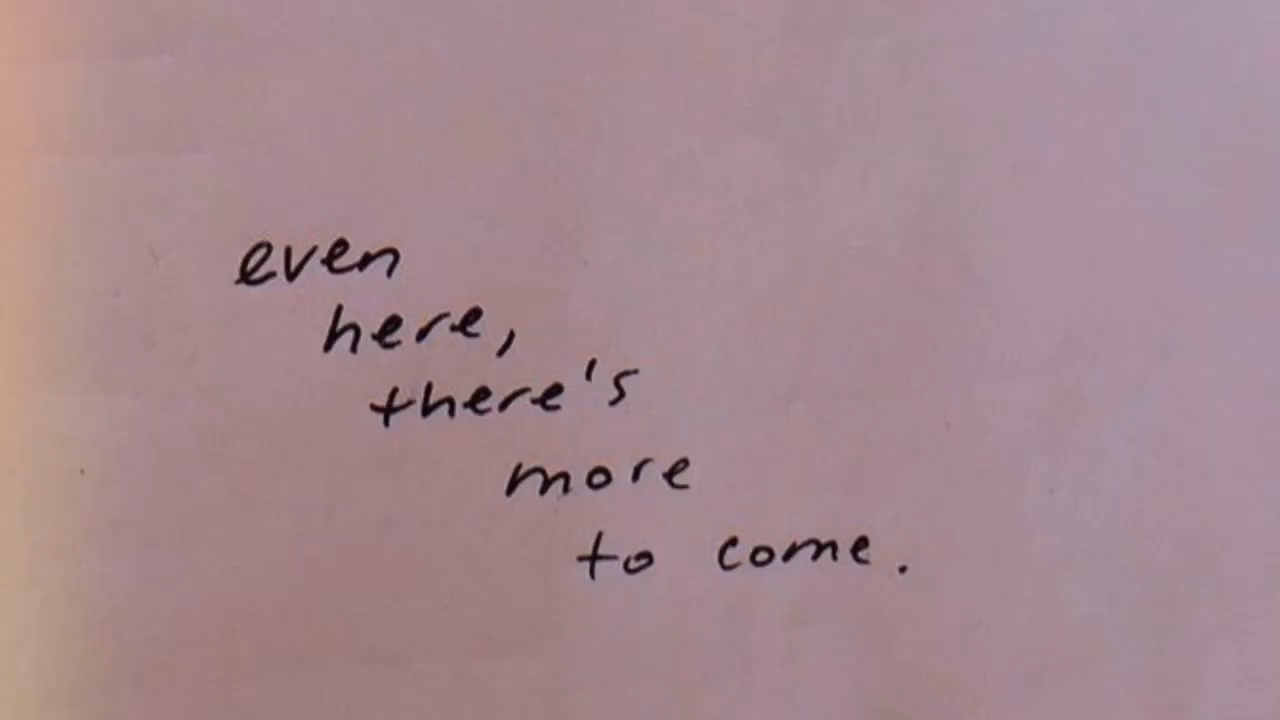 even
here,
there's
more
to come.